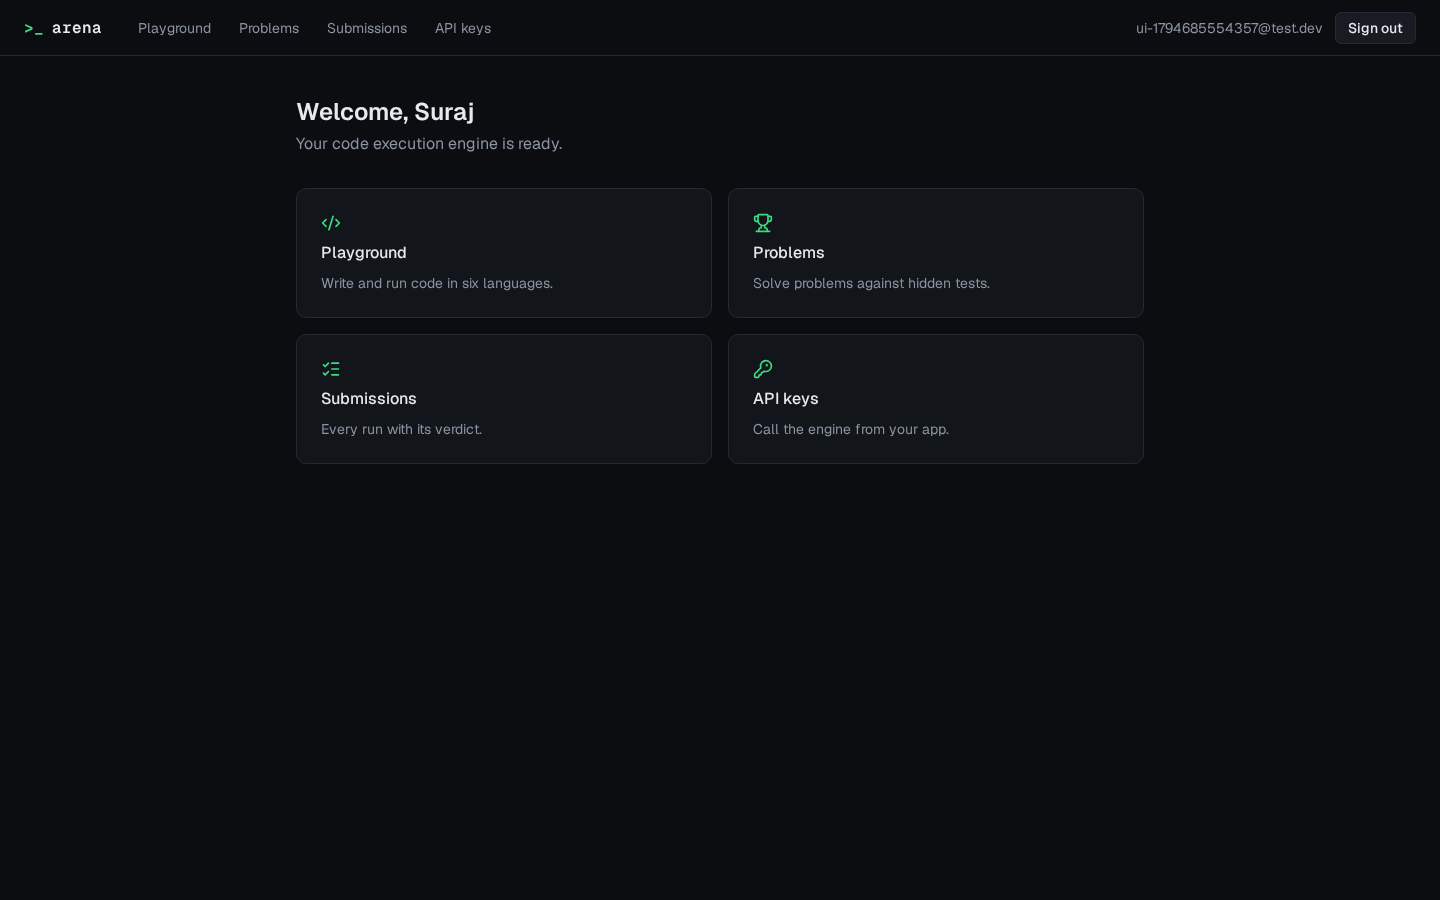 >_ arena Playground Problems Submissions API keys ui-1794685554357@test.dev Sign out
Welcome, Suraj
Your code execution engine is ready.
Playground
Write and run code in six languages.
Problems
Solve problems against hidden tests.
Submissions
Every run with its verdict.
API keys
Call the engine from your app.